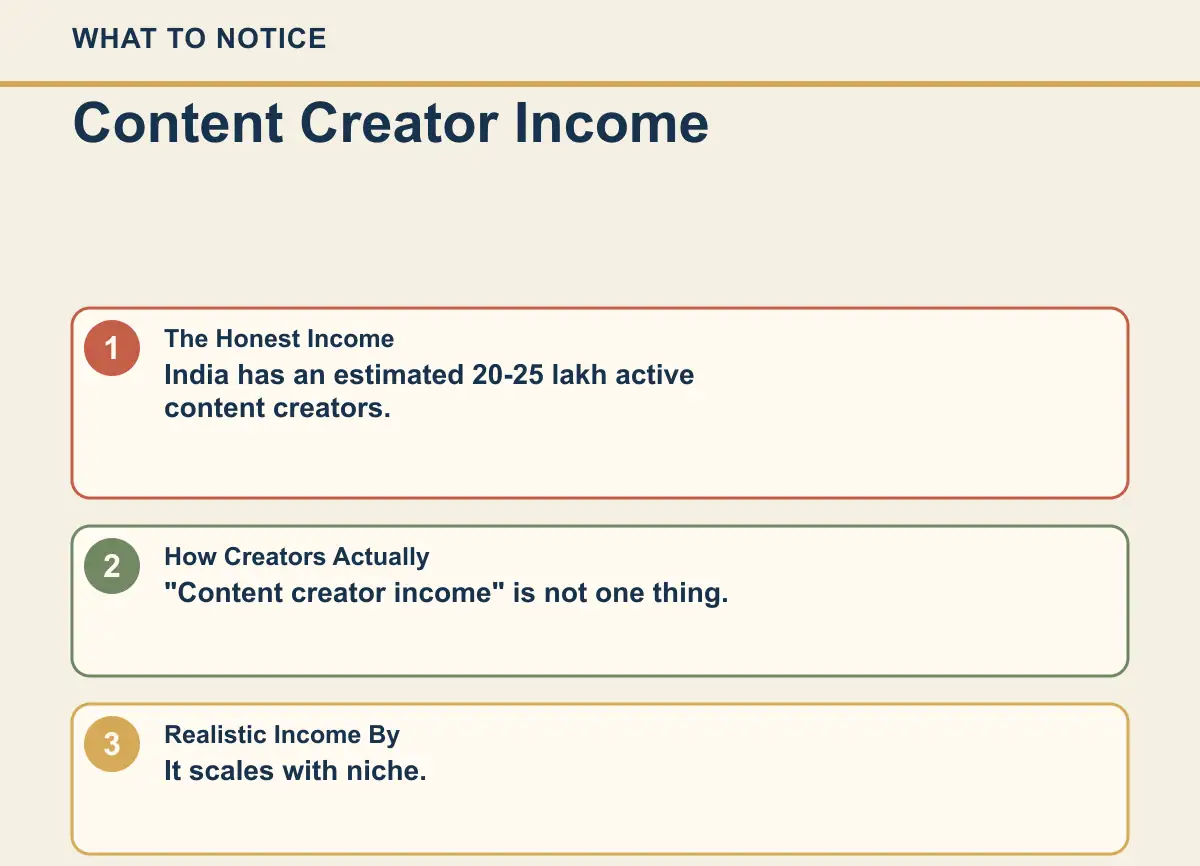 WHAT TO NOTICE
Content Creator Income
1
The Honest Income
India has an estimated 20-25 lakh active
content creators.
2
How Creators Actually
"Content creator income" is not one thing.
3
Realistic Income By
It scales with niche.